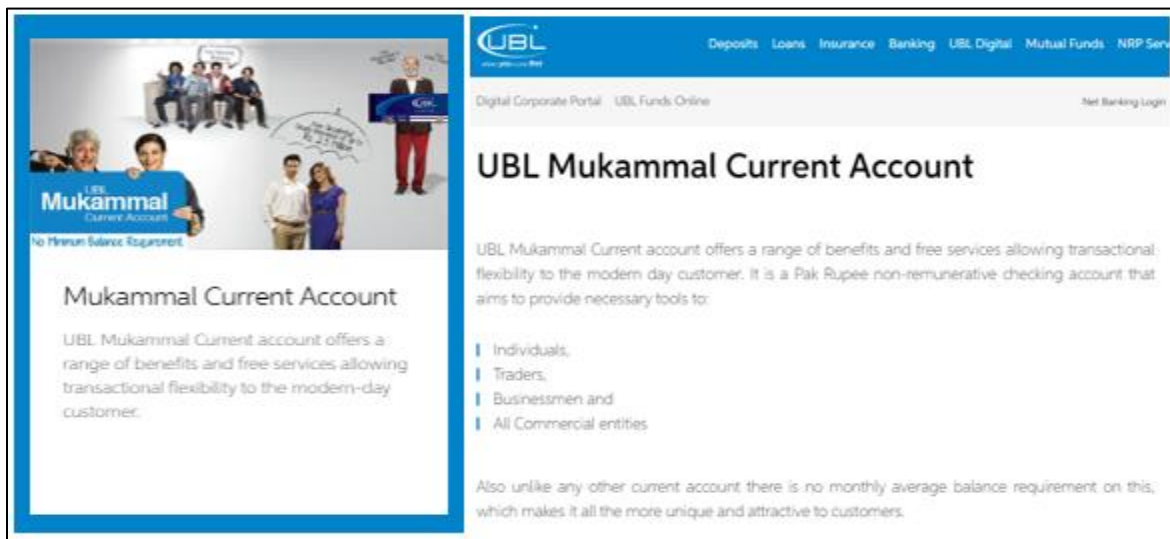 UBL
Mukammal
Current Account
No Minimum Balance Requirement
Mukammal Current Account
UBL Mukammal Current account offers a
range of benefits and free services allowing
transactional flexibility to the modern-day
customer.
UBL
where you come first
Deposits Loans Insurance Banking UBL Digital Mutual Funds NRP Serv
Digital Corporate Portal UBL Funds Online Net Banking Login
UBL Mukammal Current Account
UBL Mukammal Current account offers a range of benefits and free services allowing transactional
flexibility to the modern day customer. It is a Pak Rupee non-remunerative checking account that
aims to provide necessary tools to:
Individuals,
Traders,
Businessmen and
All Commercial entities
Also unlike any other current account there is no monthly average balance requirement on this,
which makes it all the more unique and attractive to customers.